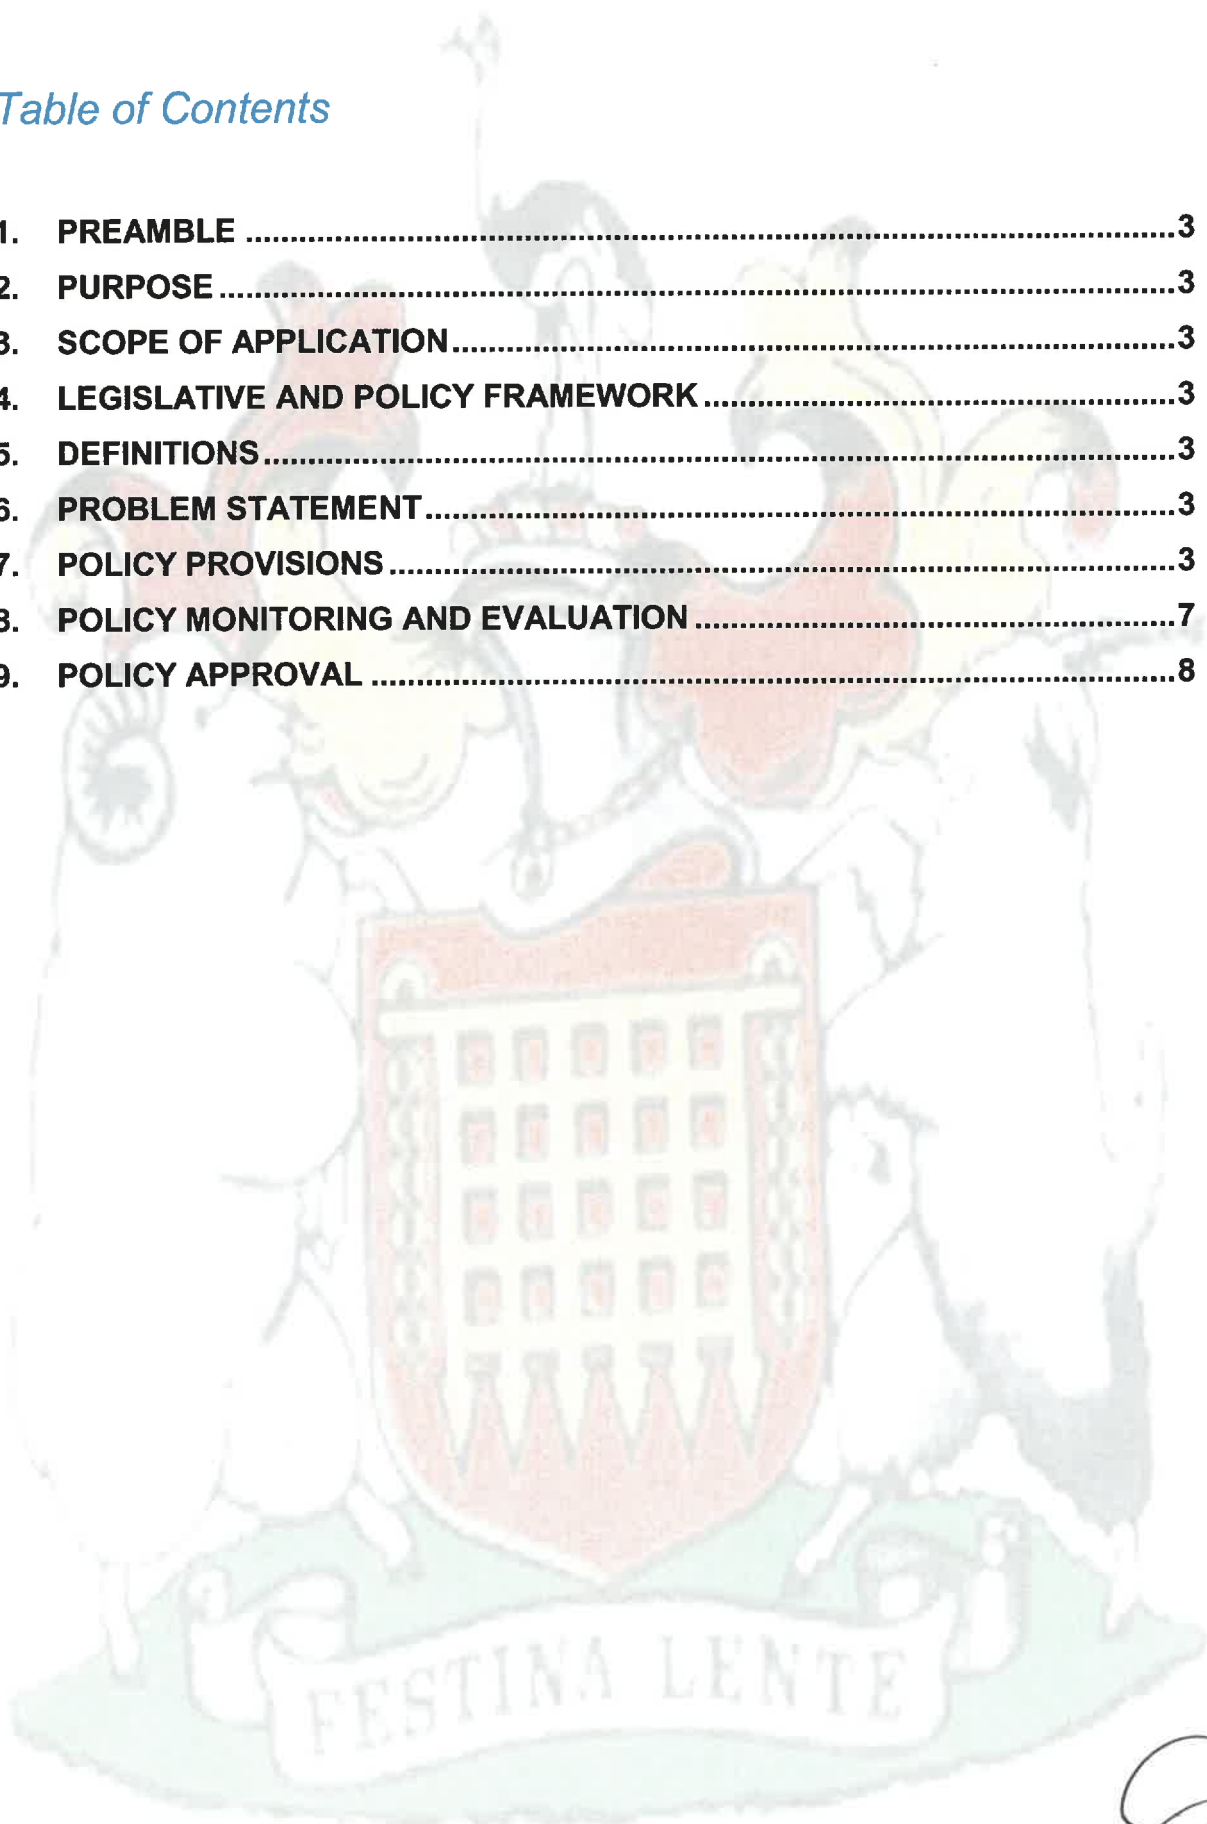 Table of Contents
1. PREAMBLE ........................................................................................................3
2. PURPOSE ...........................................................................................................3
3. SCOPE OF APPLICATION.................................................................................3
4. LEGISLATIVE AND POLICY FRAMEWORK.....................................................3
5. DEFINITIONS......................................................................................................3
6. PROBLEM STATEMENT....................................................................................3
7. POLICY PROVISIONS........................................................................................3
8. POLICY MONITORING AND EVALUATION......................................................7
9. POLICY APPROVAL ..........................................................................................8
FESTINA LENTE